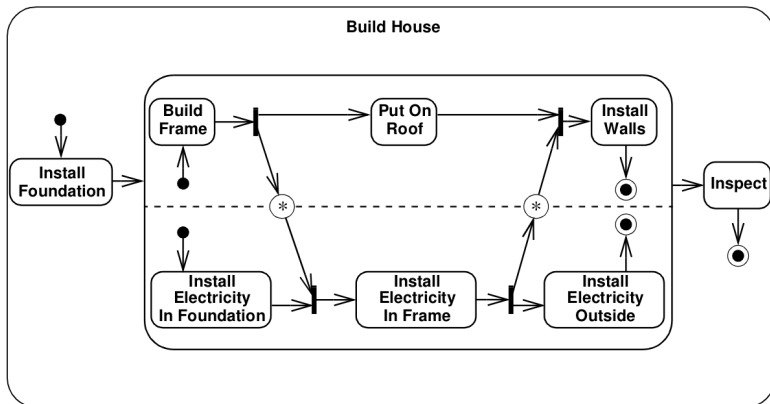 Build House
Build
Frame
Put On
Roof
Install
Walls
Install
Foundation
Inspect
*
*
Install
Electricity
In Foundation
Install
Electricity
In Frame
Install
Electricity
Outside